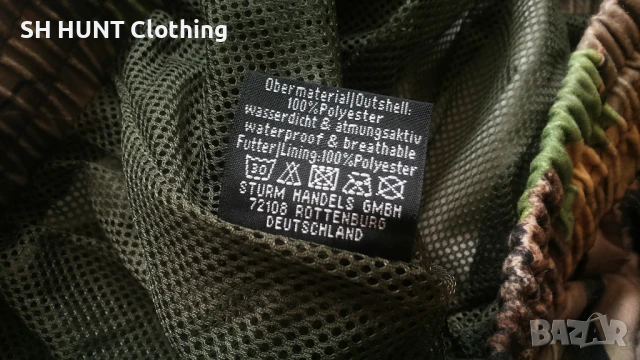 SH HUNT Clothing
Obermaterial|Outshell:
100%Polyester
wasserdicht & atmungsaktiv
waterproof & breathable
Futter|Lining:100%Polyester
30
STURM HANDELS GMBH
72108 ROTTENBURG
DEUTSCHLAND
BAZAR